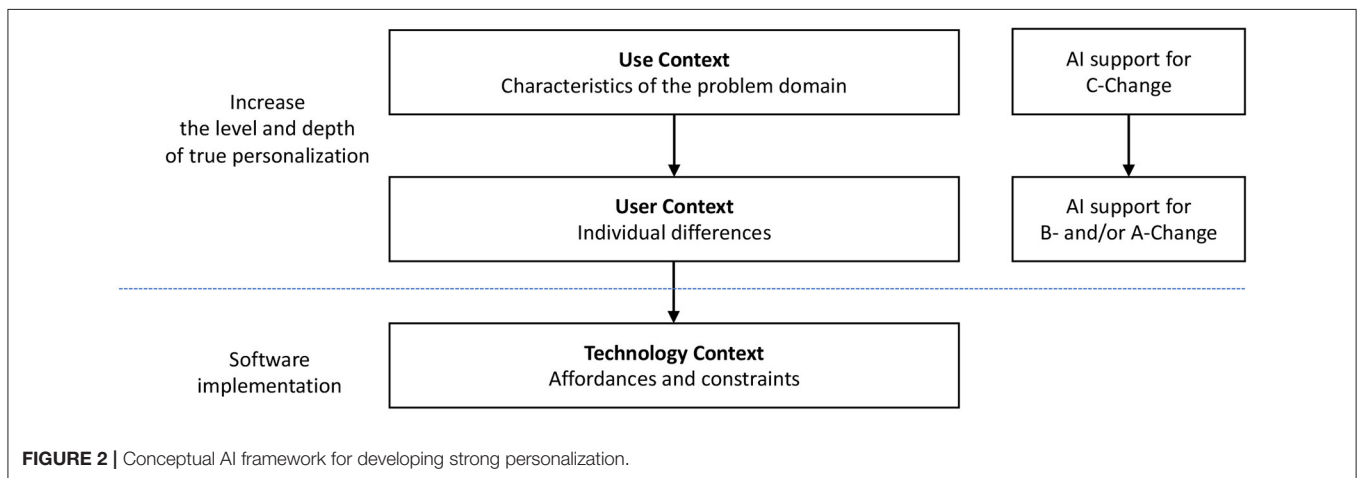 Use Context
Characteristics of the problem domain
AI support for
C-Change
Increase
the level and depth
of true personalization
User Context
Individual differences
AI support for
B- and/or A-Change
Technology Context
Affordances and constraints
Software
implementation
FIGURE 2 | Conceptual AI framework for developing strong personalization.